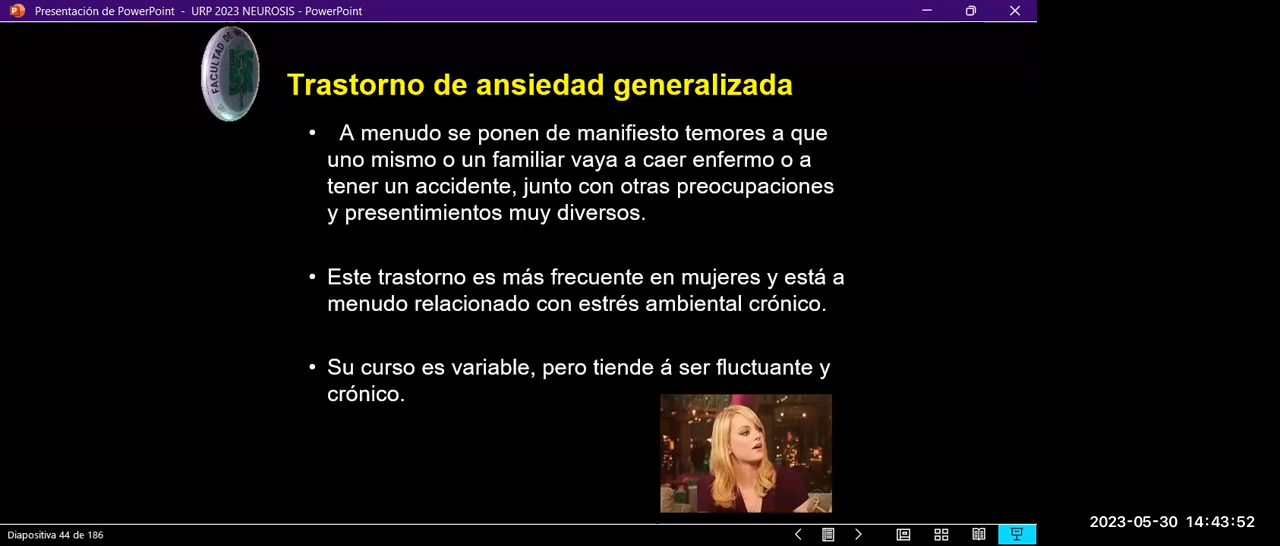 Presentación de PowerPoint - URP 2023 NEUROSIS - PowerPoint
FACULTAD DE
Trastorno de ansiedad generalizada
• A menudo se ponen de manifiesto temores a que
uno mismo o un familiar vaya a caer enfermo o a
tener un accidente, junto con otras preocupaciones
y presentimientos muy diversos.
• Este trastorno es más frecuente en mujeres y está a
menudo relacionado con estrés ambiental crónico.
• Su curso es variable, pero tiende á ser fluctuante y
crónico.
Diapositiva 44 de 186
2023-05-30 14:43:52